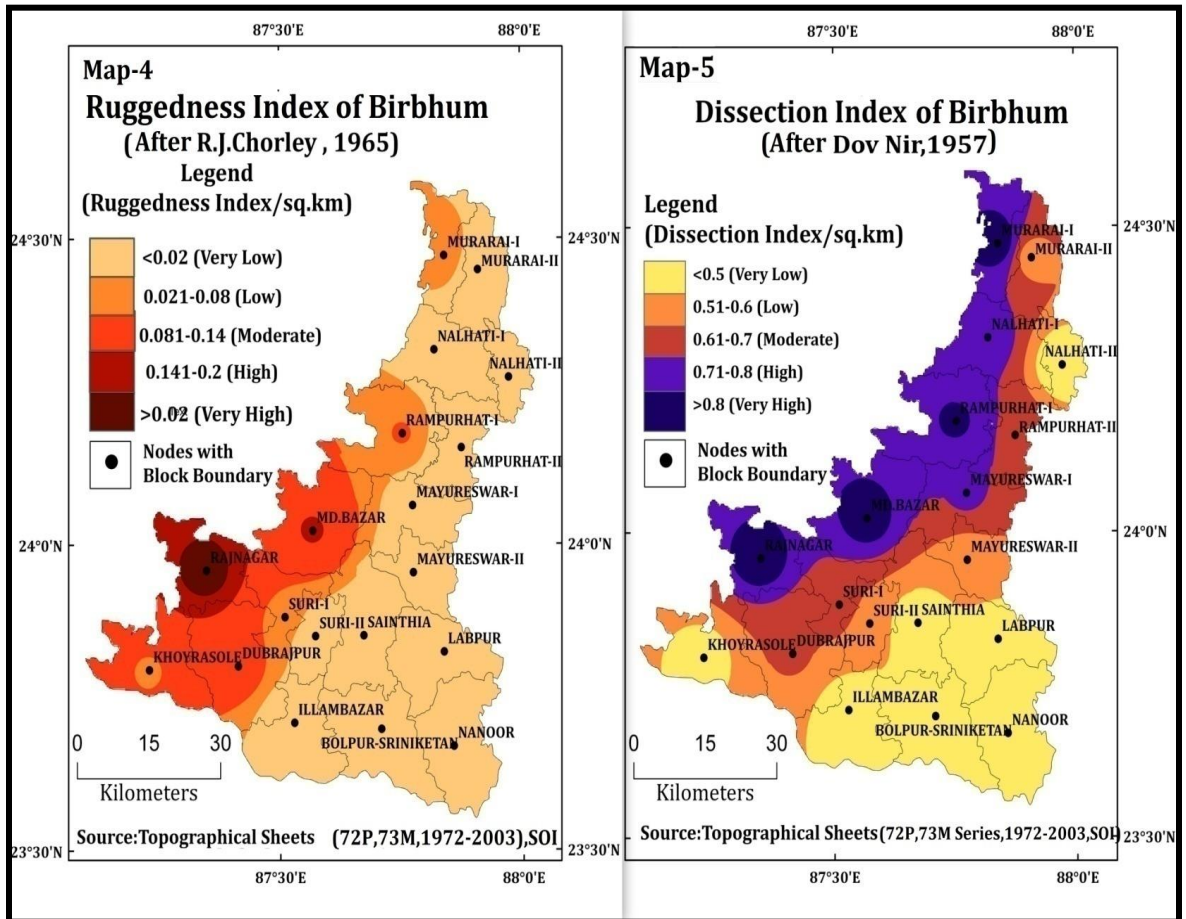 87°30'E
88°0'E
Map-4
Ruggedness Index of Birbhum
(After R.J.Chorley , 1965)
Legend
(Ruggedness Index/sq.km)
<0.02 (Very Low)
0.021-0.08 (Low)
0.081-0.14 (Moderate)
0.141-0.2 (High)
>0.02 (Very High)
Nodes with
Block Boundary
24°30'N
24°30'N
MURARAI-I
MURARAI-II
NALHATI-I
NALHATI-II
RAMPURHAT-I
RAMPURHAT-II
MAYURESWAR-I
MD.BAZAR
24°0'N
24°0'N
RAJNAGAR
MAYURESWAR-II
SURI-I
SURI-II
SAINTHIA
LABPUR
KHOYRASOLE
DUBRAJPUR
ILLAMBAZAR
BOLPUR-SRINIKETAN
NANOOR
0 15 30
Kilometers
Source:Topographical Sheets (72P,73M,1972-2003),SOI
23°30'N
23°30'N
87°30'E
88°0'E
87°30'E
88°0'E
Map-5
Dissection Index of Birbhum
(After Dov Nir,1957)
Legend
(Dissection Index/sq.km)
<0.5 (Very Low)
0.51-0.6 (Low)
0.61-0.7 (Moderate)
0.71-0.8 (High)
>0.8 (Very High)
Nodes with
Block Boundary
24°30'N
MURARAI-I
MURARAI-II
NALHATI-I
NALHATI-II
RAMPURHAT-I
RAMPURHAT-II
MAYURESWAR-I
MD.BAZAR
24°0'N
RAJNAGAR
MAYURESWAR-II
SURI-I
SURI-II
SAINTHIA
LABPUR
KHOYRASOLE
DUBRAJPUR
ILLAMBAZAR
BOLPUR-SRINIKETAN
NANOOR
0 15 30
Kilometers
Source:Topographical Sheets(72P,73M Series,1972-2003,SOI)
23°30'N
87°30'E
88°0'E